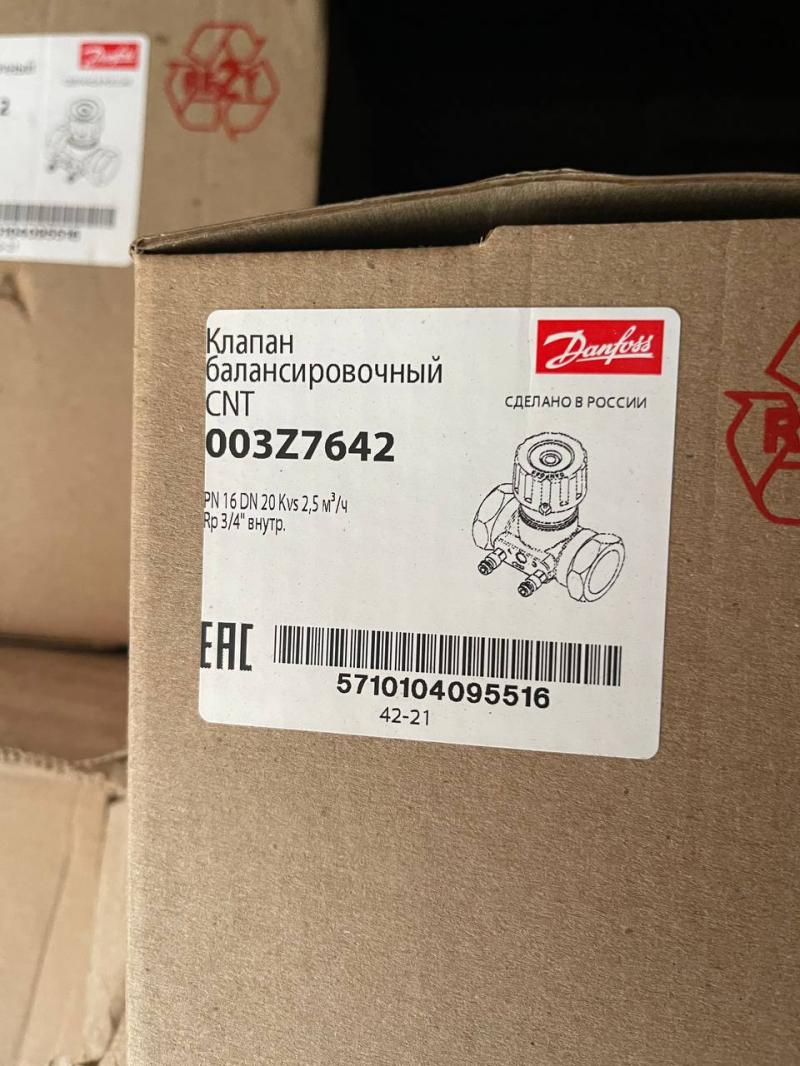 Danfoss
2
Клапан
балансировочный
CNT
003Z7642
Danfoss
СДЕЛАНО В РОССИИ
PN 16 DN 20 Kvs 2,5 м³/ч
Rp 3/4" внутр.
EAC
5710104095516
42-21